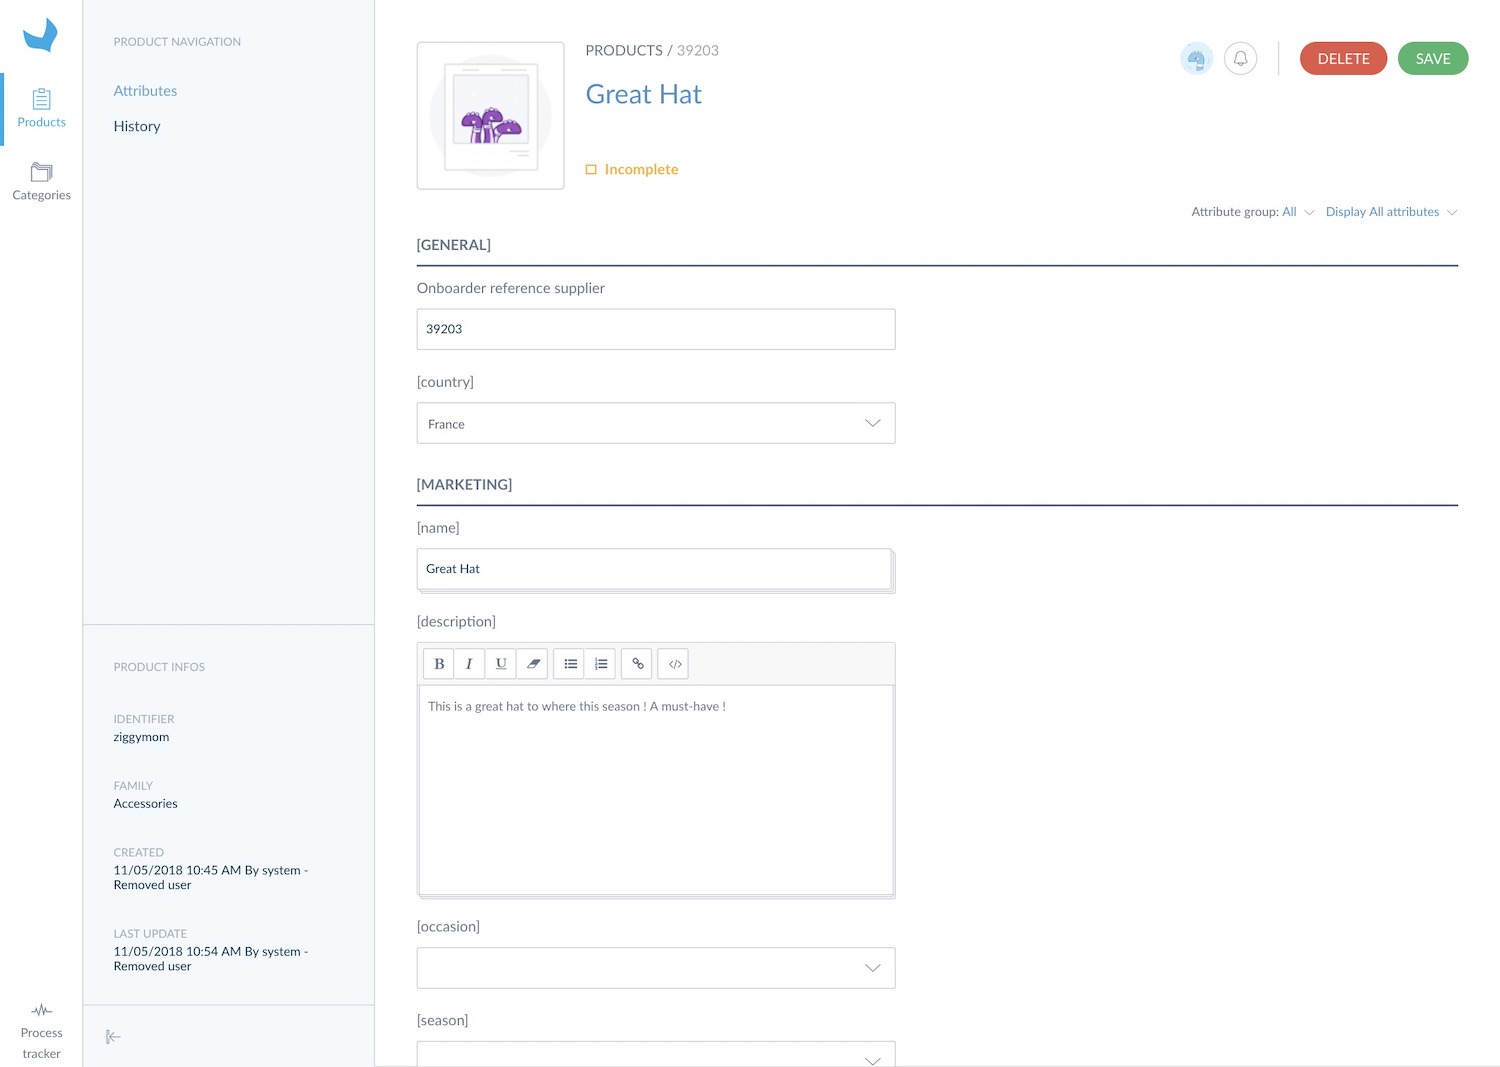 Products
Categories
Process
tracker
PRODUCT NAVIGATION
Attributes
History
PRODUCT INFOS
IDENTIFIER
ziggymom
FAMILY
Accessories
CREATED
11/05/2018 10:45 AM By system -
Removed user
LAST UPDATE
11/05/2018 10:54 AM By system -
Removed user
PRODUCTS / 39203
Great Hat
Incomplete
DELETE
SAVE
Attribute group: All
Display All attributes
[GENERAL]
Onboarder reference supplier
39203
[country]
France
[MARKETING]
[name]
Great Hat
[description]
B I U </>
This is a great hat to where this season ! A must-have !
[occasion]
[season]